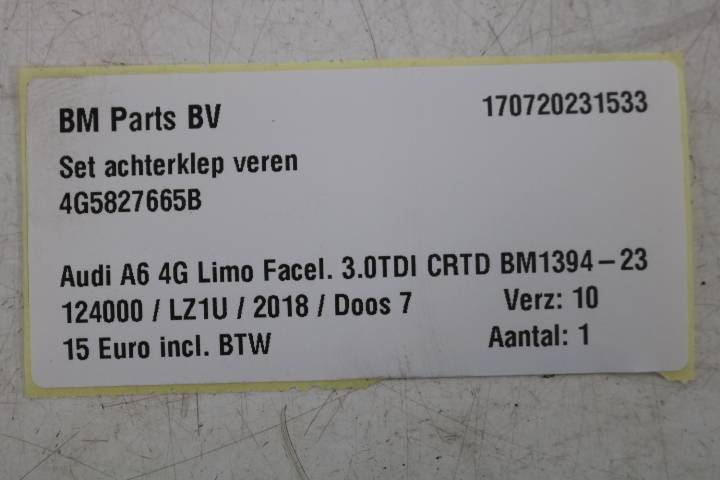 BM Parts BV 170720231533
Set achterklep veren
4G5827665B
Audi A6 4G Limo Facel. 3.0TDI CRTD BM1394-23
124000 / LZ1U / 2018 / Doos 7 Verz: 10
15 Euro incl. BTW Aantal: 1